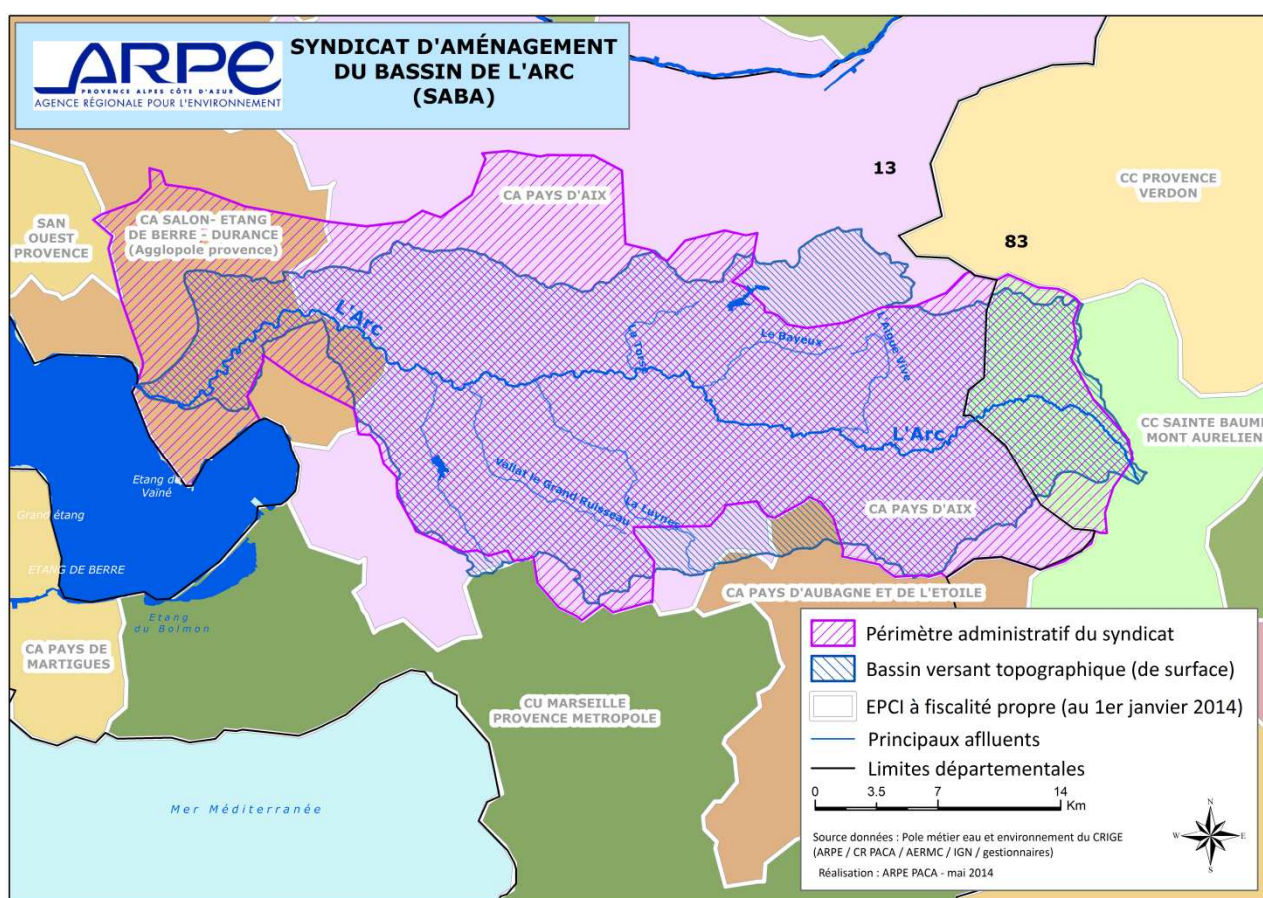 ARPE
PROVENCE ALPES CÔTE D'AZUR
AGENCE RÉGIONALE POUR L'ENVIRONNEMENT
SYNDICAT D'AMÉNAGEMENT
DU BASSIN DE L'ARC
(SABA)
13
CC PROVENCE
VERDON
CA PAYS D'AIX
SAN
OUEST
PROVENCE
CA SALON- ETANG
DE BERRE - DURANCE
(Agglopole provence)
83
L'Arc
La Torse
Le Bayeux
L'Aigue Vive
L'Arc
CC SAINTE BAUME
MONT AURELIEN
Etang de
Vaïné
Grand étang
Vallat le Grand Ruisseau
La Luynes
CA PAYS D'AIX
ETANG DE BERRE
CA PAYS D'AUBAGNE ET DE L'ETOILE
Etang
du Bolmon
CA PAYS DE
MARTIGUES
CU MARSEILLE
PROVENCE METROPOLE
Mer Méditerranée
Périmètre administratif du syndicat
Bassin versant topographique (de surface)
EPCI à fiscalité propre (au 1er janvier 2014)
Principaux aflluents
Limites départementales
0 3.5 7 14
Km
Source données : Pole métier eau et environnement du CRIGE
(ARPE / CR PACA / AERMC / IGN / gestionnaires)
Réalisation : ARPE PACA - mai 2014
N
W E
S